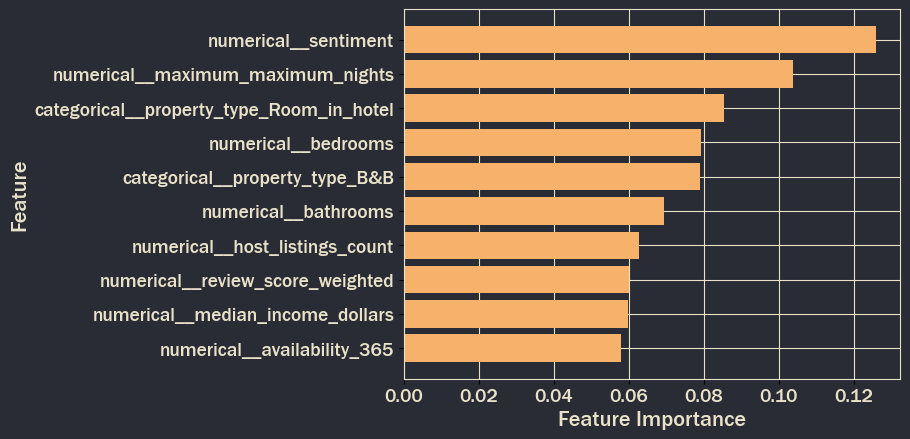 numerical__sentiment
numerical__maximum_maximum_nights
categorical__property_type_Room_in_hotel
numerical__bedrooms
categorical__property_type_B&B
numerical__bathrooms
numerical__host_listings_count
numerical__review_score_weighted
numerical__median_income_dollars
numerical__availability_365
Feature
0.00 0.02 0.04 0.06 0.08 0.10 0.12
Feature Importance